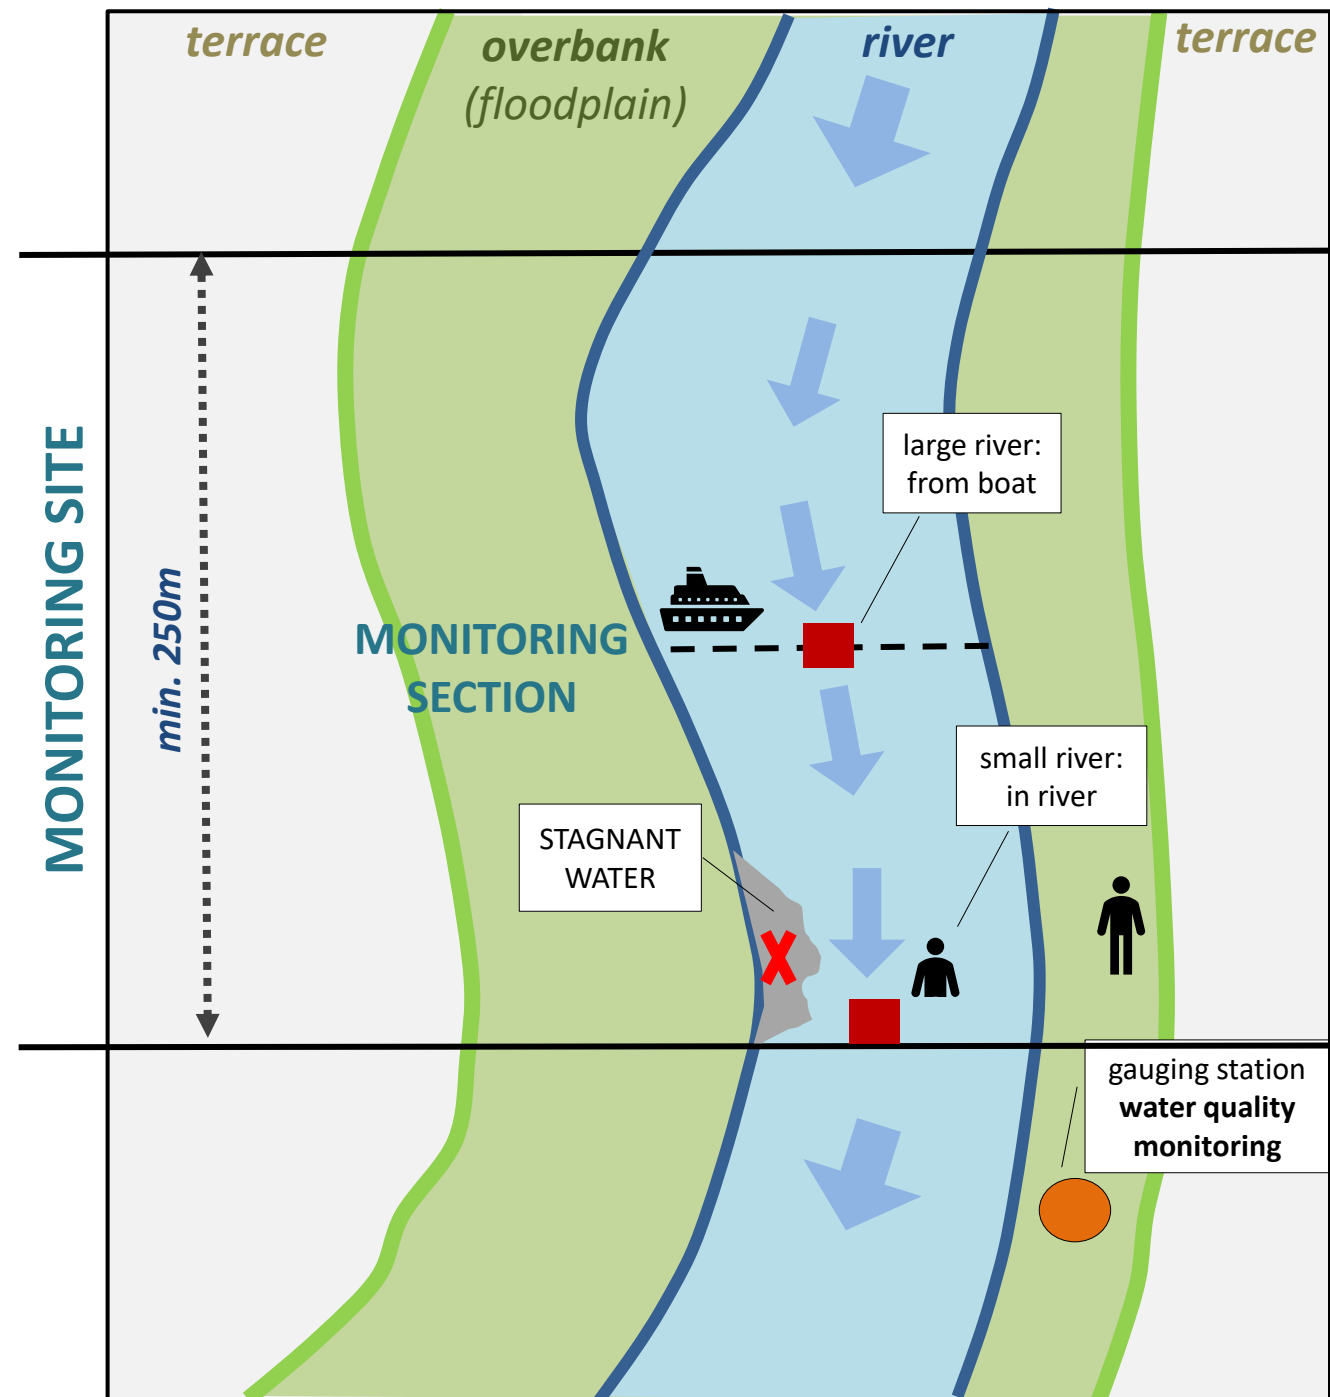 terrace
overbank
(floodplain)
river
terrace
MONITORING SITE
min. 250m
large river:
from boat
MONITORING
SECTION
small river:
in river
STAGNANT
WATER
gauging station
water quality
monitoring